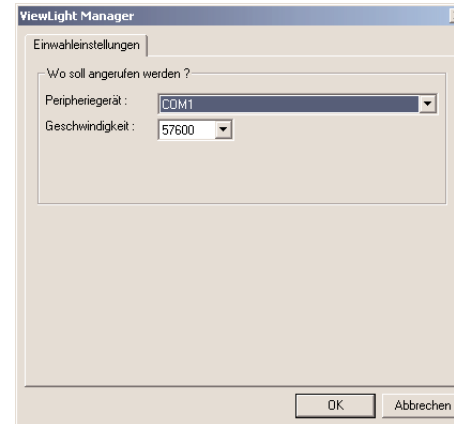 ViewLight Manager
Einwahleinstellungen
Wo soll angerufen werden ?
Peripheriegerät : COM1
Geschwindigkeit : 57600
OK Abbrechen